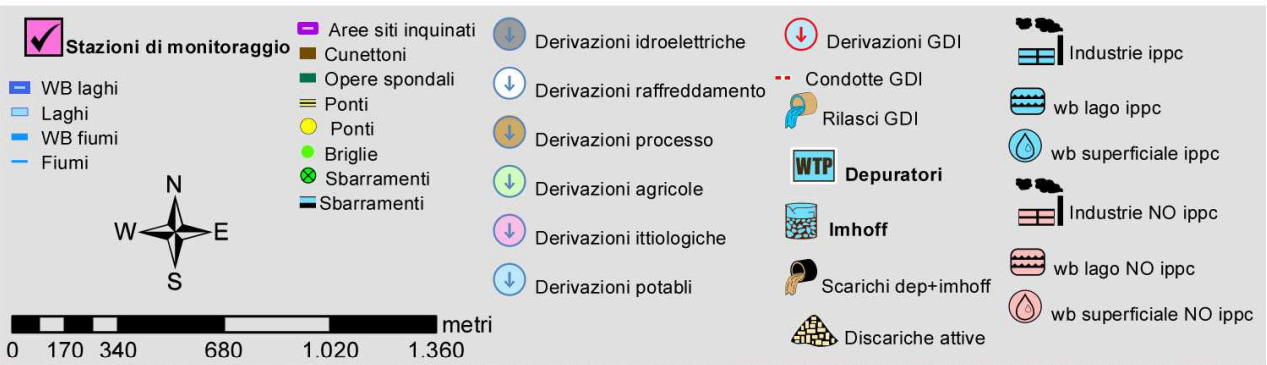 Stazioni di monitoraggio
WB laghi
Laghi
WB fiumi
Fiumi
N
W
E
S
metri
0 170 340 680 1.020 1.360
Aree siti inquinati
Cunettoni
Opere spondali
Ponti
Ponti
Briglie
Sbarramenti
Sbarramenti
Derivazioni idroelettriche
Derivazioni raffreddamento
Derivazioni processo
Derivazioni agricole
Derivazioni ittiologiche
Derivazioni potabili
Derivazioni GDI
Condotte GDI
Rilasci GDI
WTP Depuratori
Imhoff
Scarichi dep+imhoff
Discariche attive
Industrie ippc
wb lago ippc
wb superficiale ippc
Industrie NO ippc
wb lago NO ippc
wb superficiale NO ippc